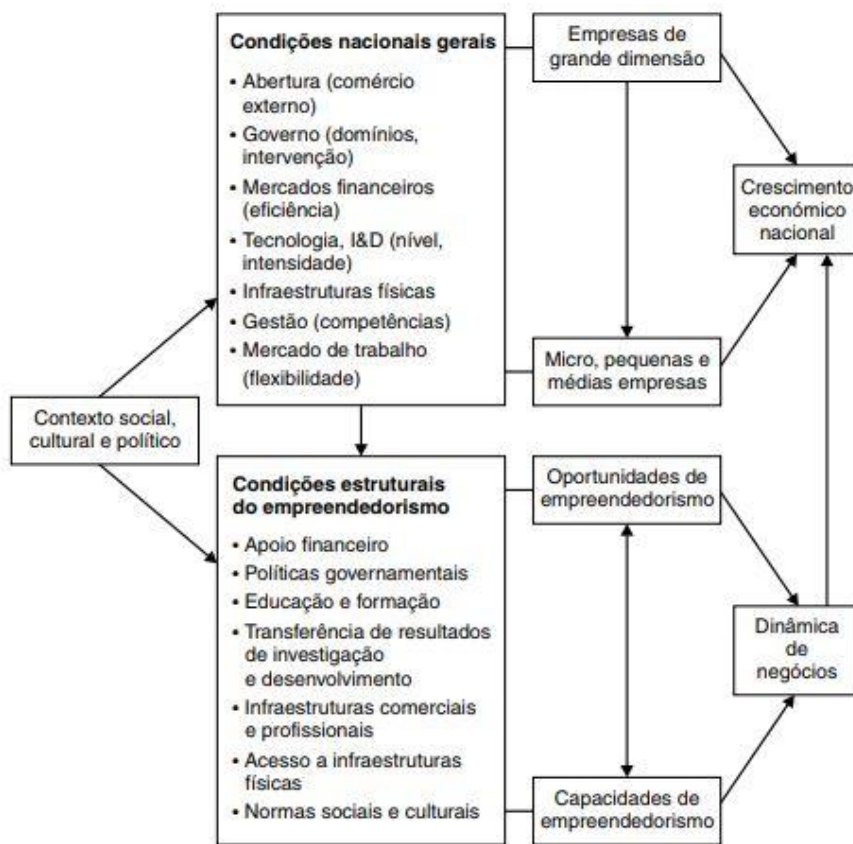 Condições nacionais gerais
• Abertura (comércio
externo)
• Governo (domínios,
intervenção)
• Mercados financeiros
(eficiência)
• Tecnologia, I&D (nível,
intensidade)
• Infraestruturas físicas
• Gestão (competências)
• Mercado de trabalho
(flexibilidade)
Empresas de
grande dimensão
Crescimento
económico
nacional
Micro, pequenas e
médias empresas
Contexto social,
cultural e político
Condições estruturais
do empreendedorismo
• Apoio financeiro
• Políticas governamentais
• Educação e formação
• Transferência de resultados
de investigação
e desenvolvimento
• Infraestruturas comerciais
e profissionais
• Acesso a infraestruturas
físicas
• Normas sociais e culturais
Oportunidades de
empreendedorismo
Dinâmica
de
negócios
Capacidades de
empreendedorismo